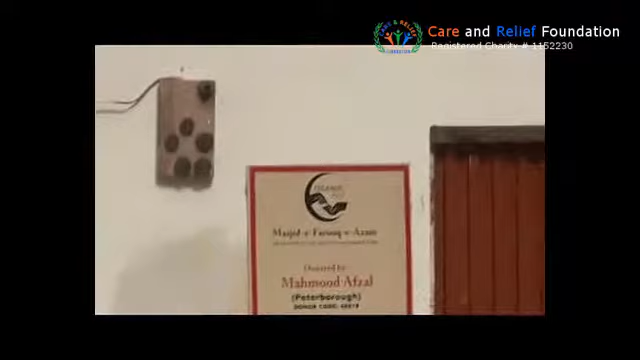 Care and Relief Foundation
Registered Charity # 1152230
Masjid-e-Farooq-e-Azam
Donated by
Mahmood Afzal
(Peterborough)